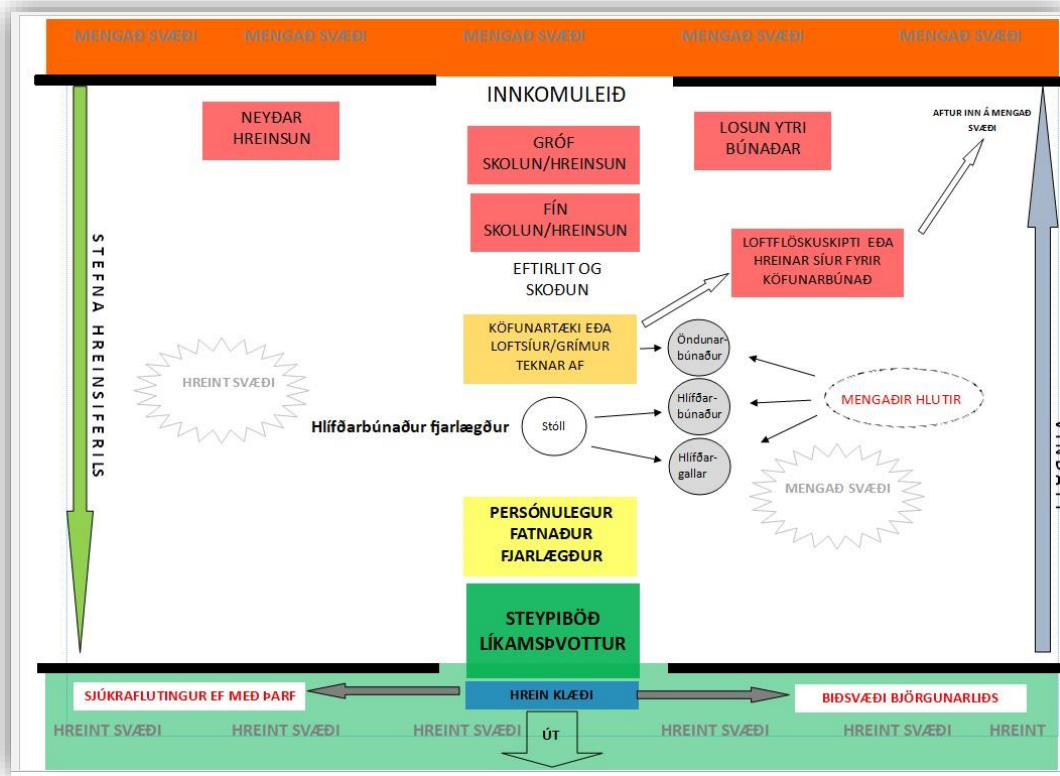 MENGAÐ SVÆÐI MENGAÐ SVÆÐI MENGAÐ SVÆÐI MENGAÐ SVÆÐI MENGAÐ SVÆÐI
INNKOMULEIÐ
NEYÐAR
HREINSUN
GRÓF
SKOLUN/HREINSUN
LOSUN YTRI
BÚNAÐAR
AFTUR INN Á MENGAÐ
SVÆÐI
FÍN
SKOLUN/HREINSUN
LOFTFLÖSKUSKIPTI EÐA
HREINAR SÍUR FYRIR
KÖFUNARBÚNAÐ
STEFNA HREINSIFERILS
EFTIRLIT OG
SKOÐUN
KÖFUNARTÆKI EÐA
LOFTSÍUR/GRÍMUR
TEKNAR AF
Öndunar-
búnaður
HREINT SVÆÐI
Hlífðar-
búnaður
MENGAÐIR HLUTIR
Hlífðarbúnaður fjarlægður
Stóll
Hlífðar-
gallar
MENGAÐ SVÆÐI
PERSÓNULEGUR
FATNAÐUR
FJARLÆGÐUR
STEYPIBÖÐ
LÍKAMSÞVOTTUR
SJÚKRAFLUTINGUR EF MEÐ ÞARF
HREIN KLÆÐI
BIÐSVÆÐI BJÖRGUNARLIÐS
HREINT SVÆÐI HREINT SVÆÐI HREINT SVÆÐI HREINT SVÆÐI HREINT SVÆÐI HREINT
ÚT